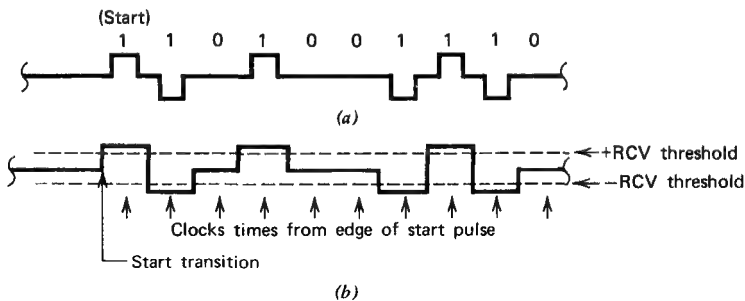 (Start)
1 1 0 1 0 0 1 1 1 0
(a)
+RCV threshold
−RCV threshold
Clocks times from edge of start pulse
Start transition
(b)